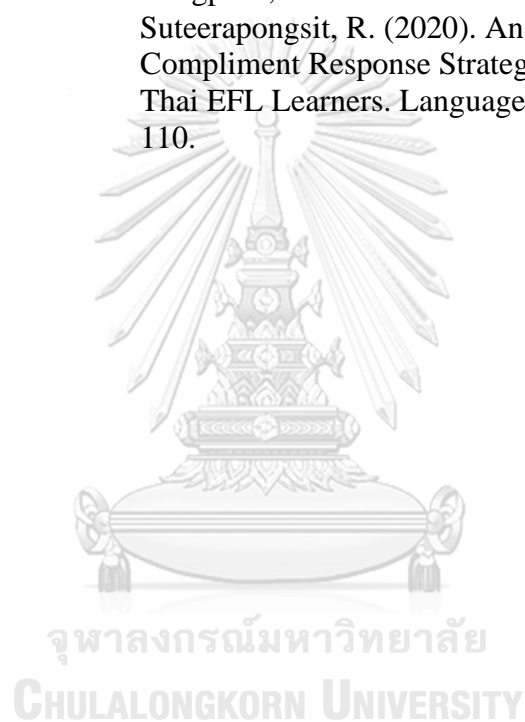 Suteerapongsit, R. (2020). An
Compliment Response Strateg
Thai EFL Learners. Language
110.
จุฬาลงกรณ์มหาวิทยาลัย
CHULALONGKORN UNIVERSITY